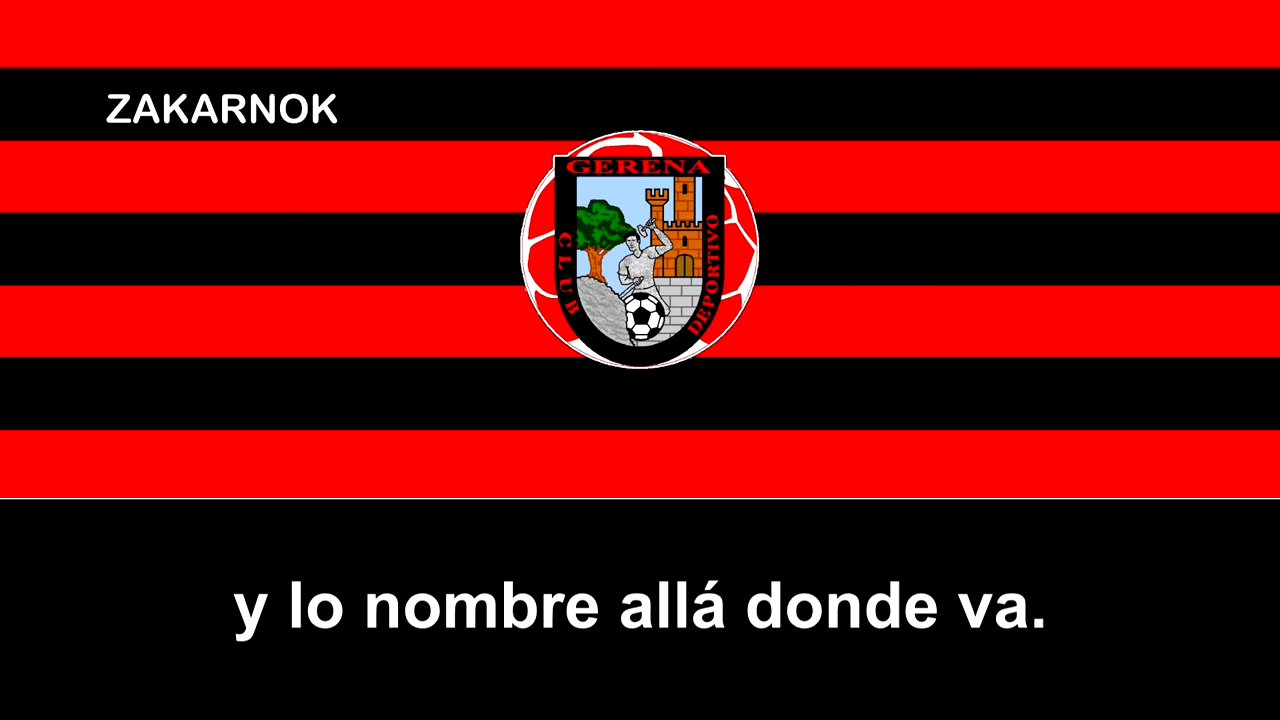 ZAKARNOK
GERENA
CLUB
DEPORTIVO
y lo nombre allá donde va.